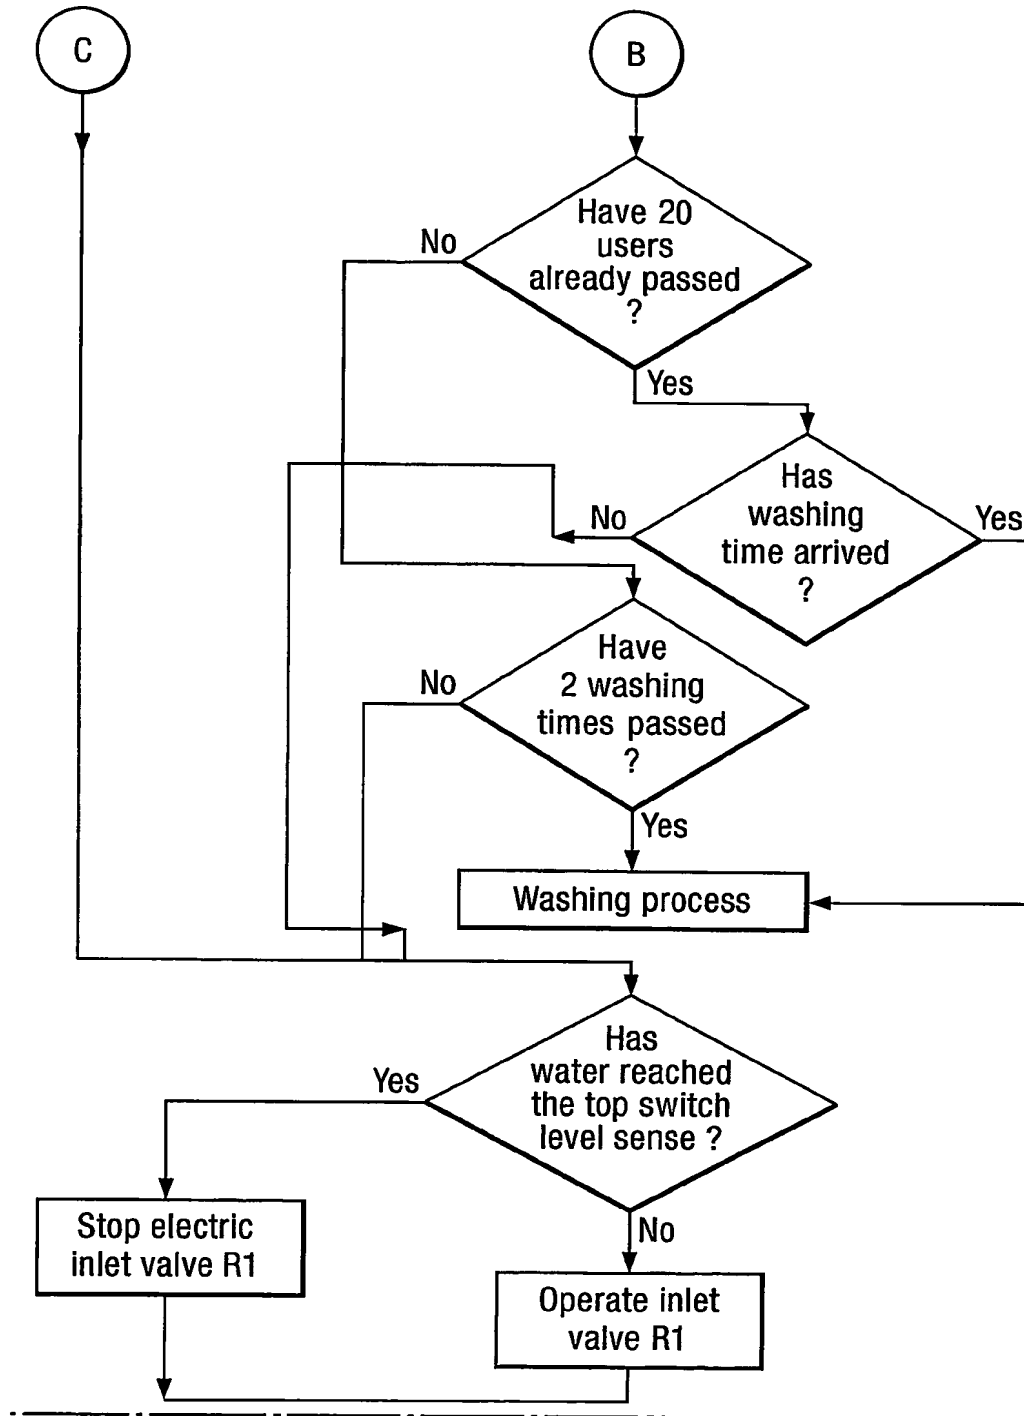 C
B
Have 20
users
already passed
?
No
Yes
Has
washing
time arrived
?
No
Yes
Have
2 washing
times passed
?
No
Yes
Washing process
Has
water reached
the top switch
level sense ?
Yes
No
Stop electric
inlet valve R1
Operate inlet
valve R1